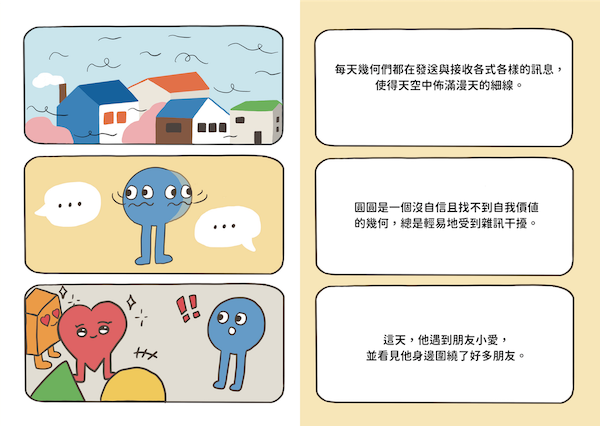 每天幾何們都在發送與接收各式各樣的訊息，
使得天空中佈滿漫天的細線。
圓圓是一個沒自信且找不到自我價值
的幾何，總是輕易地受到雜訊干擾。
這天，他遇到朋友小愛，
並看見他身邊圍繞了好多朋友。